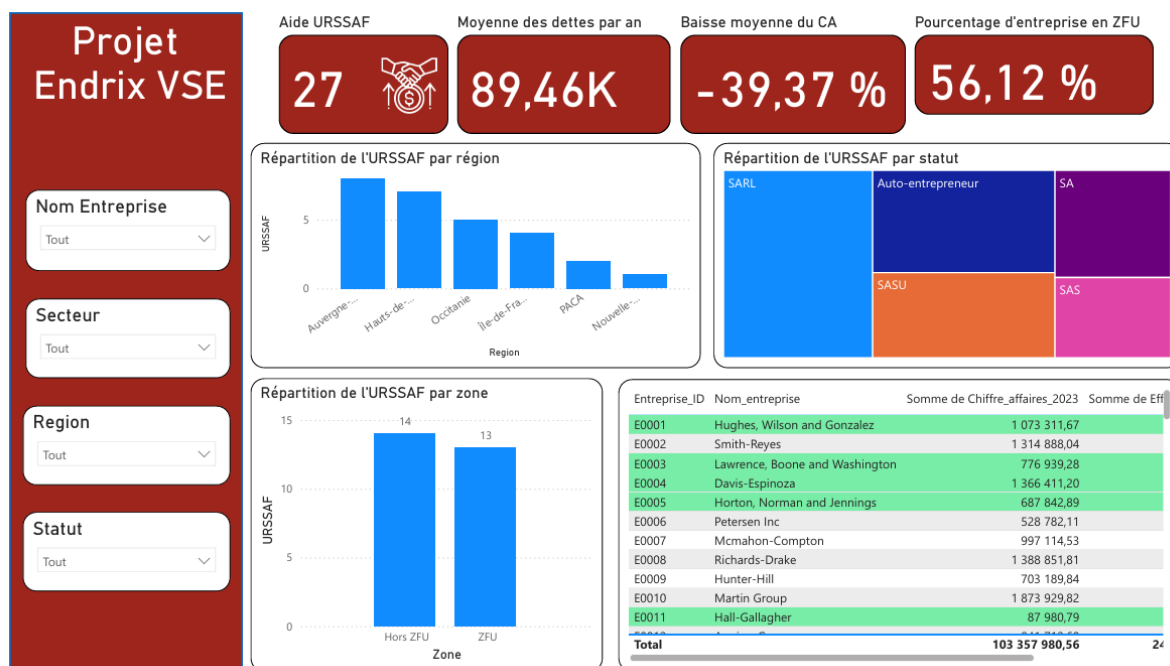 Projet
Endrix VSE
Nom Entreprise
Tout
Secteur
Tout
Region
Tout
Statut
Tout
Aide URSSAF
27
Moyenne des dettes par an
89,46K
Baisse moyenne du CA
-39,37 %
Pourcentage d'entreprise en ZFU
56,12 %
Répartition de l'URSSAF par région
URSSAF
5
0
Auvergne-...
Hauts-de-...
Occitanie
Île-de-Fra...
PACA
Nouvelle-...
Region
Répartition de l'URSSAF par statut
SARL
Auto-entrepreneur
SA
SASU
SAS
Répartition de l'URSSAF par zone
URSSAF
15
10
5
0
14
13
Hors ZFU
ZFU
Zone
Entreprise_ID Nom_entreprise Somme de Chiffre_affaires_2023 Somme de Eff
E0001 Hughes, Wilson and Gonzalez 1 073 311,67
E0002 Smith-Reyes 1 314 888,04
E0003 Lawrence, Boone and Washington 776 939,28
E0004 Davis-Espinoza 1 366 411,20
E0005 Horton, Norman and Jennings 687 842,89
E0006 Petersen Inc 528 782,11
E0007 Mcmahon-Compton 997 114,53
E0008 Richards-Drake 1 388 851,81
E0009 Hunter-Hill 703 189,84
E0010 Martin Group 1 873 929,82
E0011 Hall-Gallagher 87 980,79
Total 103 357 980,56 24